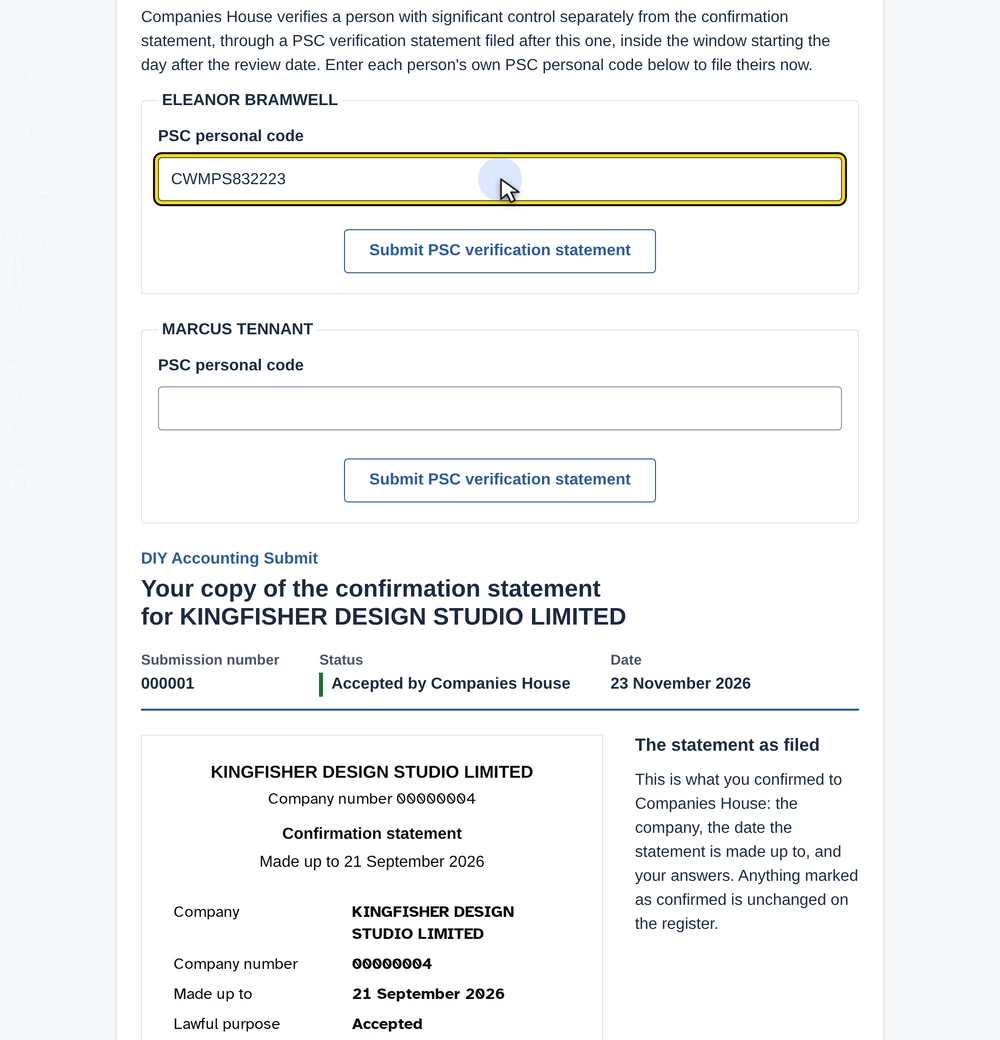 Companies House verifies a person with significant control separately from the confirmation
statement, through a PSC verification statement filed after this one, inside the window starting the
day after the review date. Enter each person's own PSC personal code below to file theirs now.
ELEANOR BRAMWELL
PSC personal code
CWMPS832223
Submit PSC verification statement
MARCUS TENNANT
PSC personal code
Submit PSC verification statement
DIY Accounting Submit
Your copy of the confirmation statement
for KINGFISHER DESIGN STUDIO LIMITED
Submission number
000001
Status
Accepted by Companies House
Date
23 November 2026
KINGFISHER DESIGN STUDIO LIMITED
Company number 00000004
Confirmation statement
Made up to 21 September 2026
Company
KINGFISHER DESIGN
STUDIO LIMITED
Company number
00000004
Made up to
21 September 2026
Lawful purpose
Accepted
The statement as filed
This is what you confirmed to
Companies House: the
company, the date the
statement is made up to, and
your answers. Anything marked
as confirmed is unchanged on
the register.